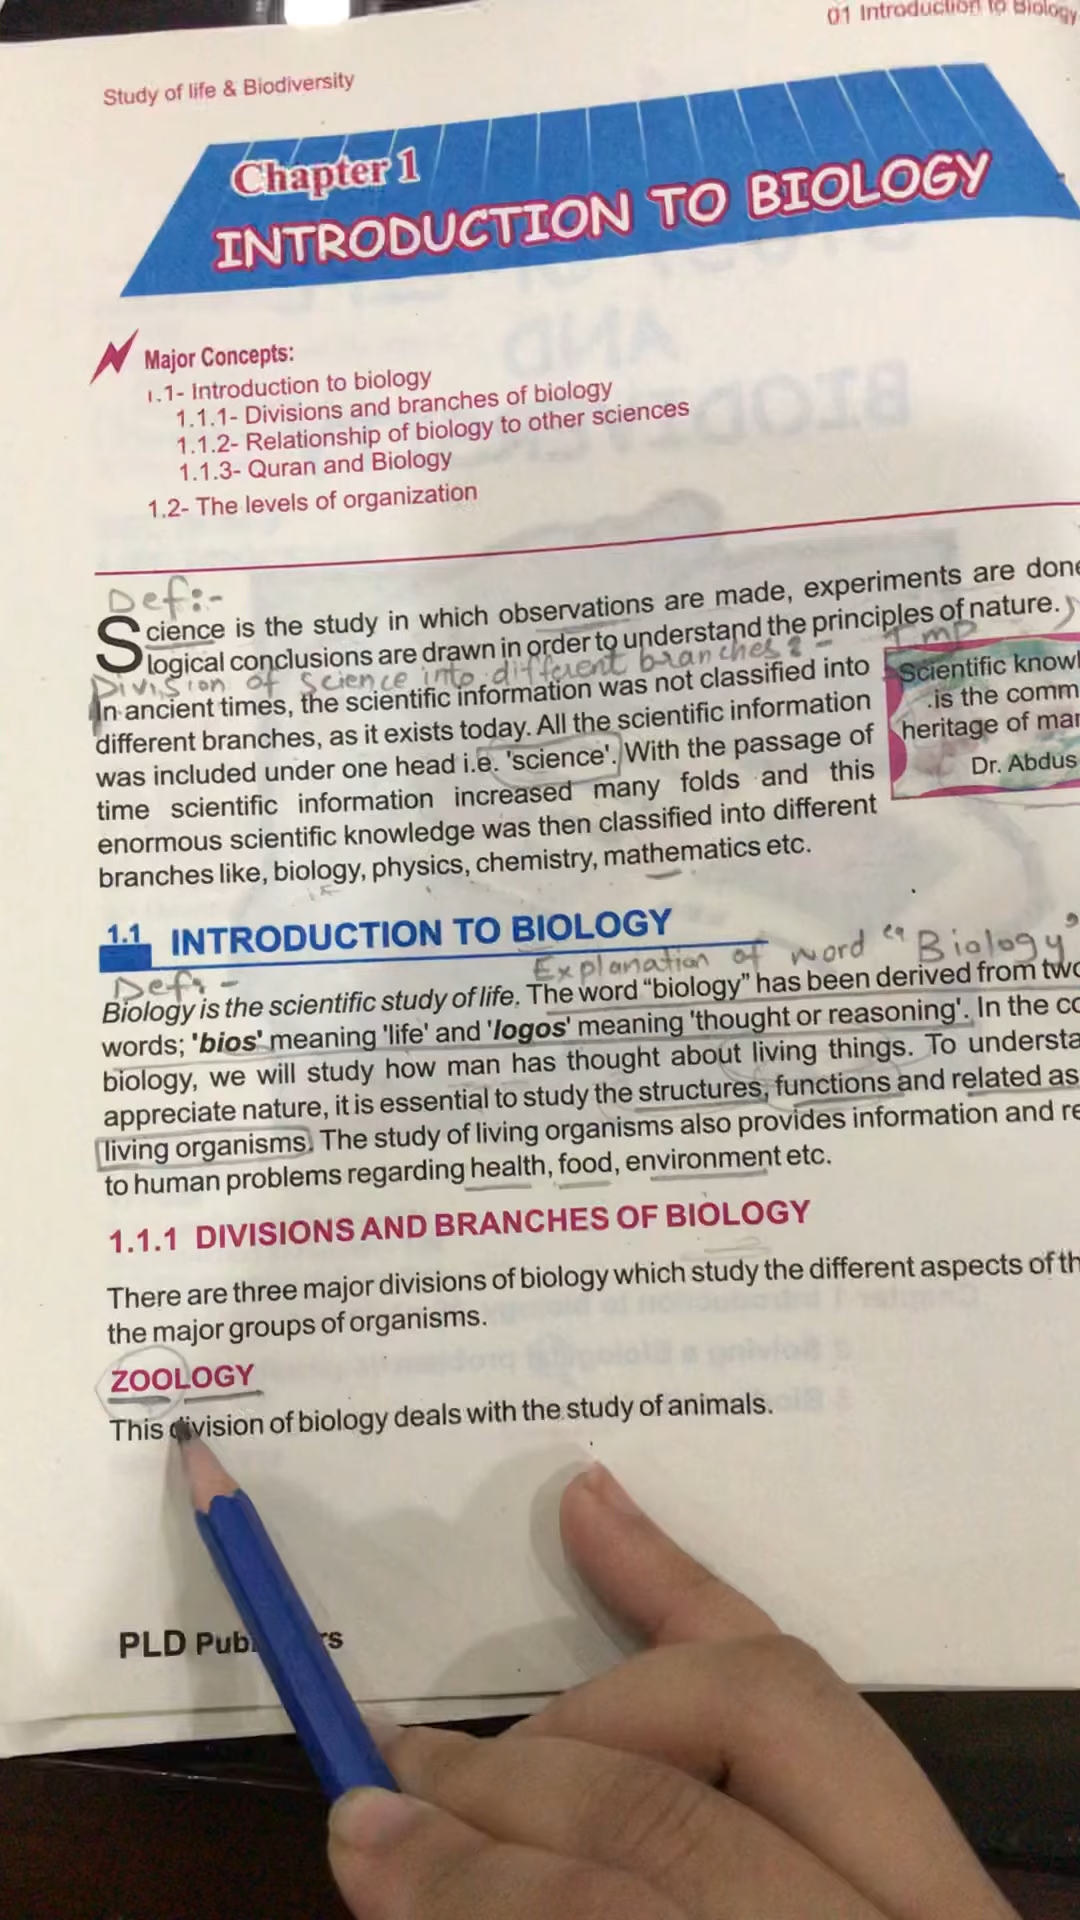 01 Introduction to Biology
Study of life & Biodiversity
Chapter 1
INTRODUCTION TO BIOLOGY
Major Concepts:
1.1- Introduction to biology
1.1.1- Divisions and branches of biology
1.1.2- Relationship of biology to other sciences
1.1.3- Quran and Biology
1.2- The levels of organization
Def:-
Science is the study in which observations are made, experiments are done
logical conclusions are drawn in order to understand the principles of nature.
Division of Science into different branches:-
Imp
In ancient times, the scientific information was not classified into
different branches, as it exists today. All the scientific information
was included under one head i.e. 'science'. With the passage of
time scientific information increased many folds and this
enormous scientific knowledge was then classified into different
branches like, biology, physics, chemistry, mathematics etc.
Scientific
is the
heritage of
Dr. Abdus
1.1 INTRODUCTION TO BIOLOGY
Explanation of word "Biology"
Def:-
Biology is the scientific study of life. The word “biology” has been derived from two
words; 'bios' meaning 'life' and 'logos' meaning 'thought or reasoning'. In the
biology, we will study how man has thought about living things. To
appreciate nature, it is essential to study the structures, functions and related
living organisms. The study of living organisms also provides information and
to human problems regarding health, food, environment etc.
1.1.1 DIVISIONS AND BRANCHES OF BIOLOGY
There are three major divisions of biology which study the different aspects of
the major groups of organisms.
ZOOLOGY
This division of biology deals with the study of animals.
PLD